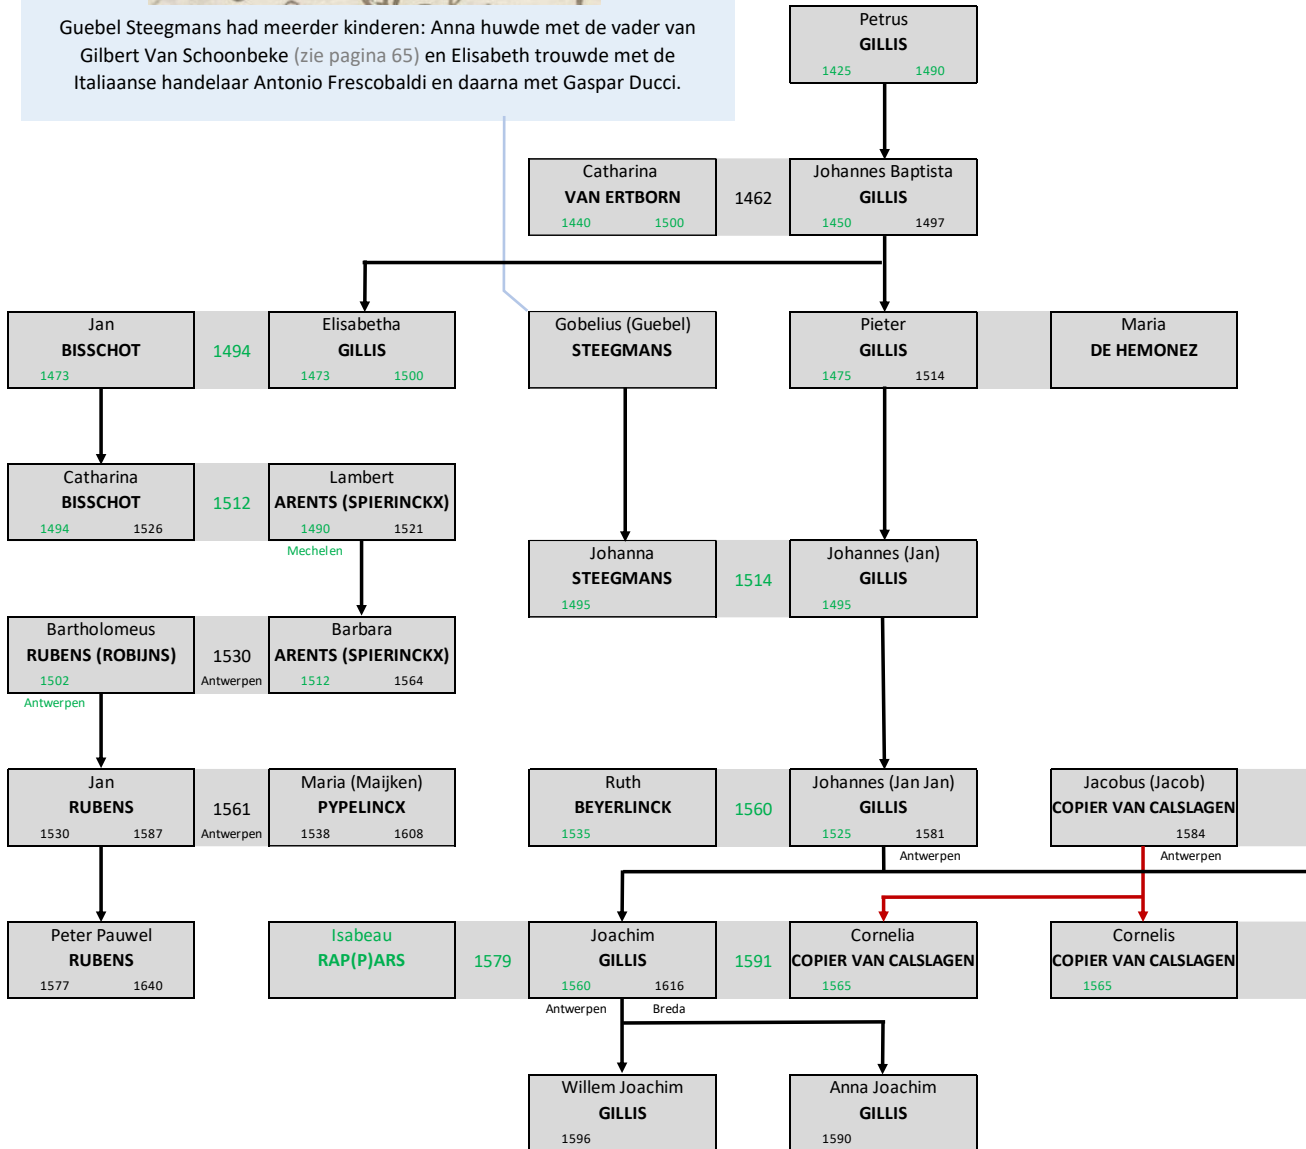 Guebel Steegmans had meerder kinderen: Anna huwde met de vader van
Gilbert Van Schoonbeke (zie pagina 65) en Elisabeth trouwde met de
Italiaanse handelaar Antonio Frescobaldi en daarna met Gaspar Ducci.
Petrus
GILLIS
1425 1490
Catharina
VAN ERTBORN
1440 1500
1462
Johannes Baptista
GILLIS
1450 1497
Jan
BISSCHOT
1473
1494
Elisabetha
GILLIS
1473 1500
Gobelius (Guebel)
STEEGMANS
Pieter
GILLIS
1475 1514
Maria
DE HEMONEZ
Catharina
BISSCHOT
1494 1526
1512
Lambert
ARENTS (SPIERINCKX)
1490 1521
Mechelen
Johanna
STEEGMANS
1495
1514
Johannes (Jan)
GILLIS
1495
Bartholomeus
RUBENS (ROBIJNS)
1502
Antwerpen
1530
Antwerpen
Barbara
ARENTS (SPIERINCKX)
1512 1564
Jan
RUBENS
1530 1587
1561
Antwerpen
Maria (Maijken)
PYPELINCX
1538 1608
Ruth
BEYERLINCK
1535
1560
Johannes (Jan Jan)
GILLIS
1525 1581
Antwerpen
Jacobus (Jacob)
COPIER VAN CALSLAGEN
1584
Antwerpen
Peter Pauwel
RUBENS
1577 1640
Isabeau
RAP(P)ARS
1579
Joachim
GILLIS
1560 1616
Antwerpen Breda
1591
Cornelia
COPIER VAN CALSLAGEN
1565
Cornelis
COPIER VAN CALSLAGEN
1565
Willem Joachim
GILLIS
1596
Anna Joachim
GILLIS
1590